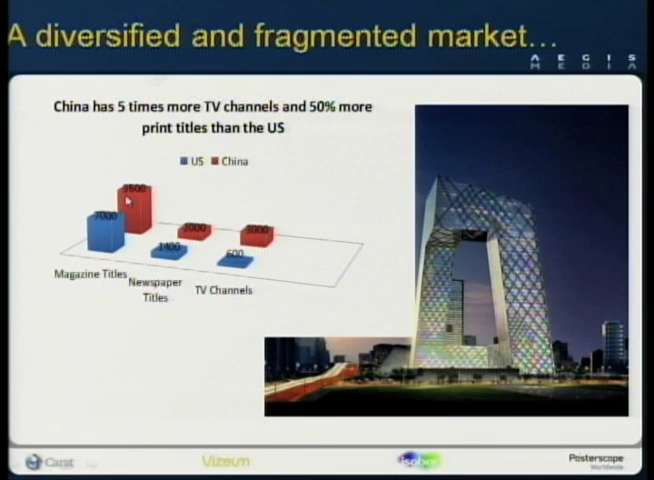 A diversified and fragmented market...
AEGIS
MEDIA
China has 5 times more TV channels and 50% more
print titles than the US
US China
9500
7000
2000
3000
1400
600
Magazine Titles
Newspaper
Titles
TV Channels
Carat
Vizeum
isobar
Posterscope
Worldwide